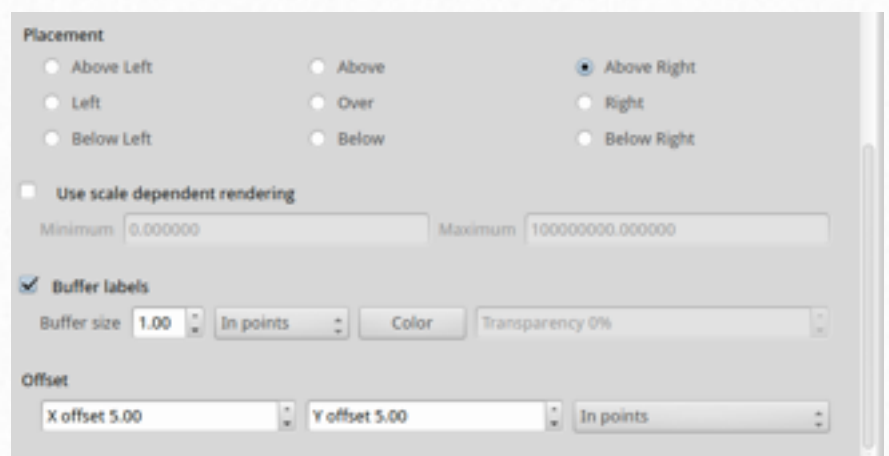 Placement
Above Left Above Above Right
Left Over Right
Below Left Below Below Right
Use scale dependent rendering
Minimum 0.000000 Maximum 100000000.000000
Buffer labels
Buffer size 1.00 In points Color Transparency 0%
Offset
X offset 5.00 Y offset 5.00 In points